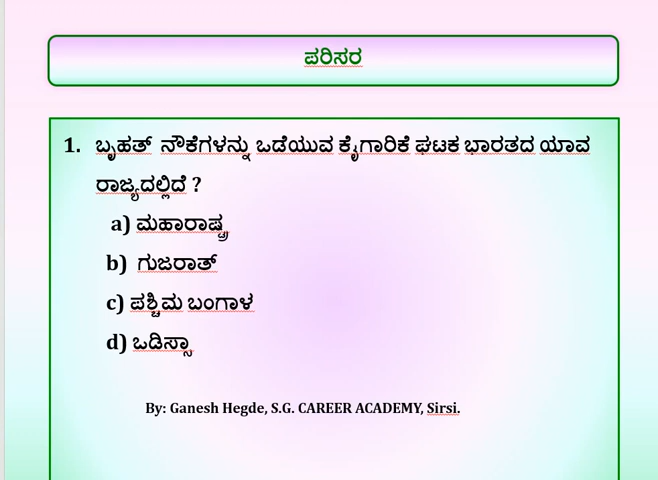 ಪರಿಸರ
1. ಬೃಹತ್ ನೌಕೆಗಳನ್ನು ಒಡೆಯುವ ಕೈಗಾರಿಕೆ ಘಟಕ ಭಾರತದ ಯಾವ
ರಾಜ್ಯದಲ್ಲಿದೆ ?
a) ಮಹಾರಾಷ್ಟ್ರ
b) ಗುಜರಾತ್
c) ಪಶ್ಚಿಮ ಬಂಗಾಳ
d) ಒಡಿಸ್ಸಾ
By: Ganesh Hegde, S.G. CAREER ACADEMY, Sirsi.